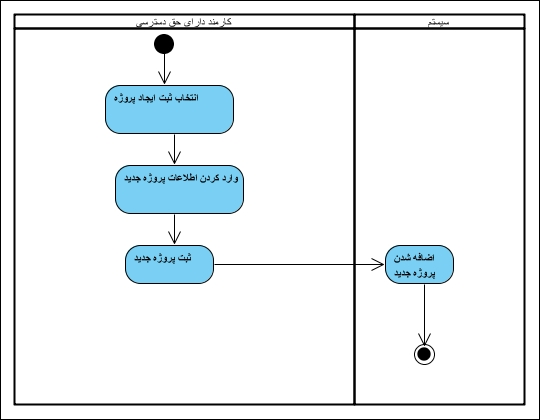 کارمند دارای حق دسترسی
سیستم
انتخاب ثبت ایجاد پروژه
وارد کردن اطلاعات پروژه جدید
ثبت پروژه جدید
اضافه شدن
پروژه جدید